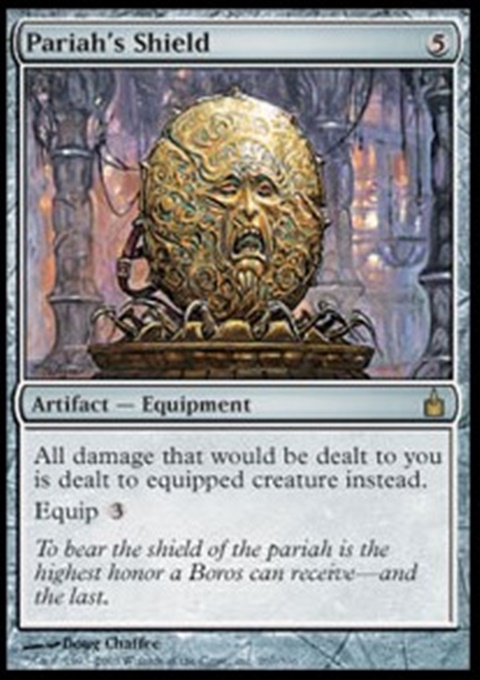 Pariah's Shield 5
Artifact — Equipment
All damage that would be dealt to you
is dealt to equipped creature instead.
Equip 3
To bear the shield of the pariah is the
highest honor a Boros can receive—and
the last.
Doug Chaffee